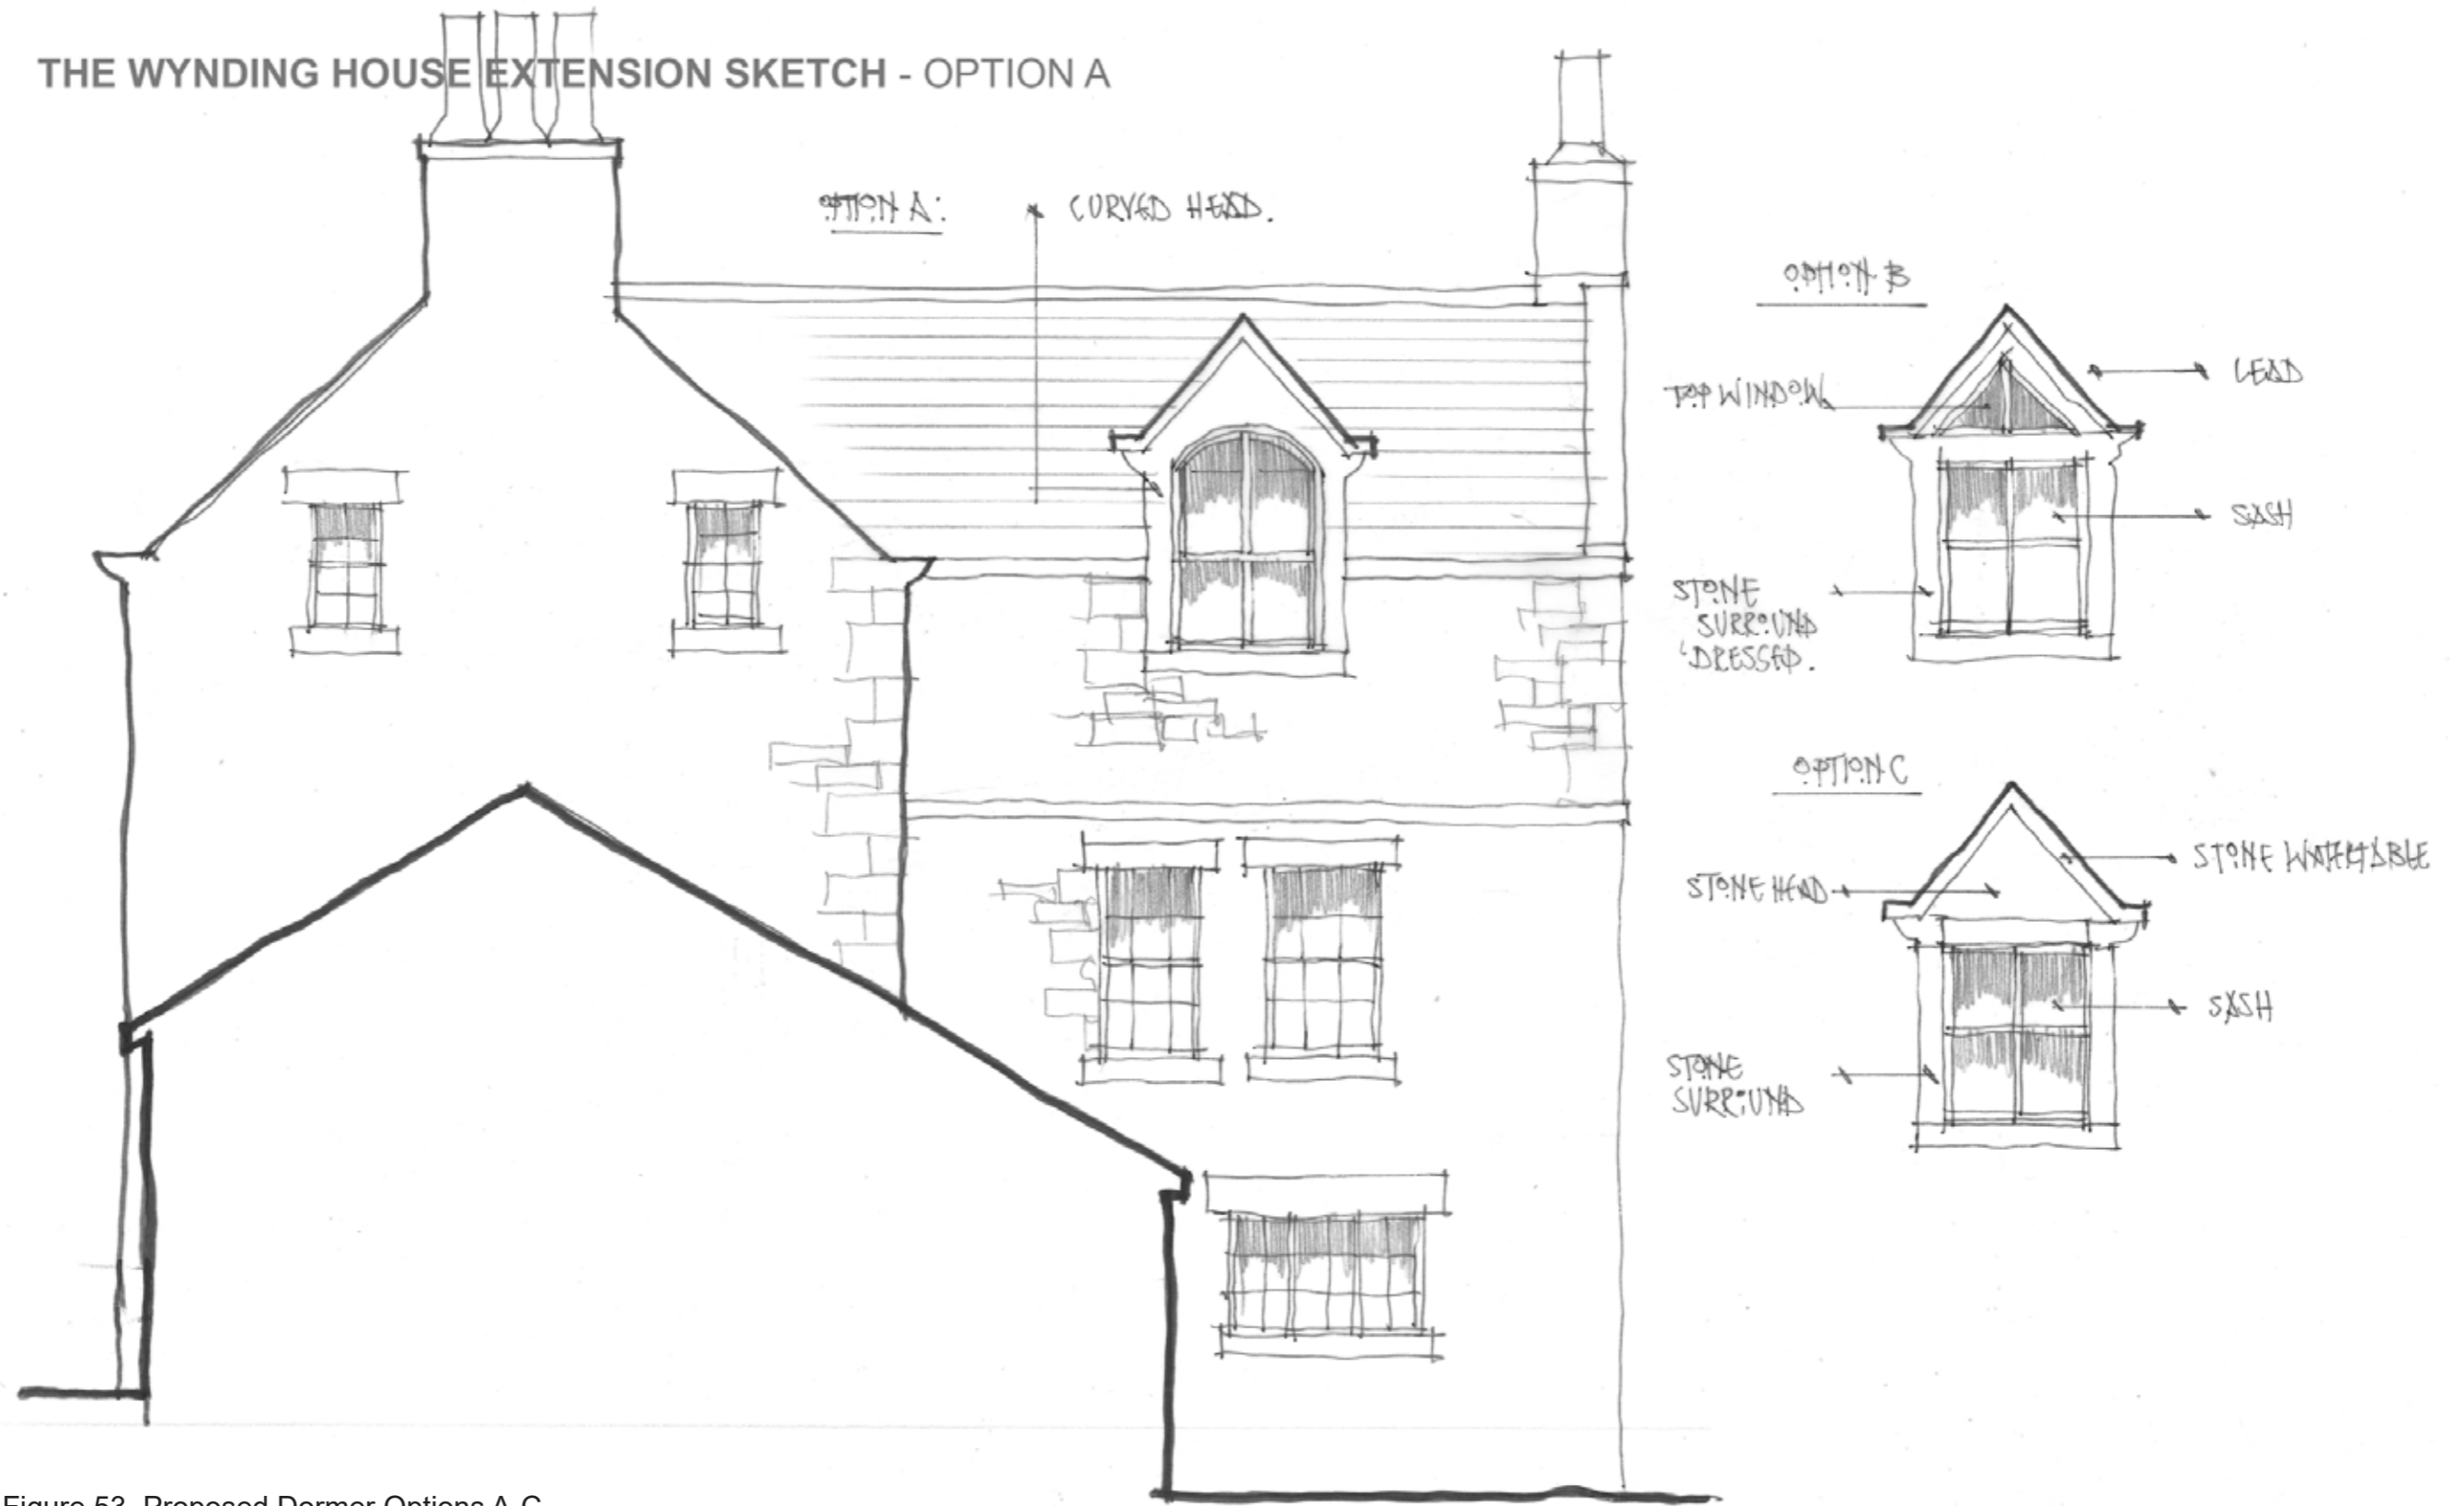 THE WYNDING HOUSE EXTENSION SKETCH - OPTION A
OPTION A:
CURVED HEAD.
OPTION B
LEAD
TOP WINDOW
SASH
STONE
SURROUND
'DRESSED.
OPTION C
STONE WATERTABLE
STONE HEAD
SASH
STONE
SURROUND
Figure 53. Proposed Dormer Options A-C